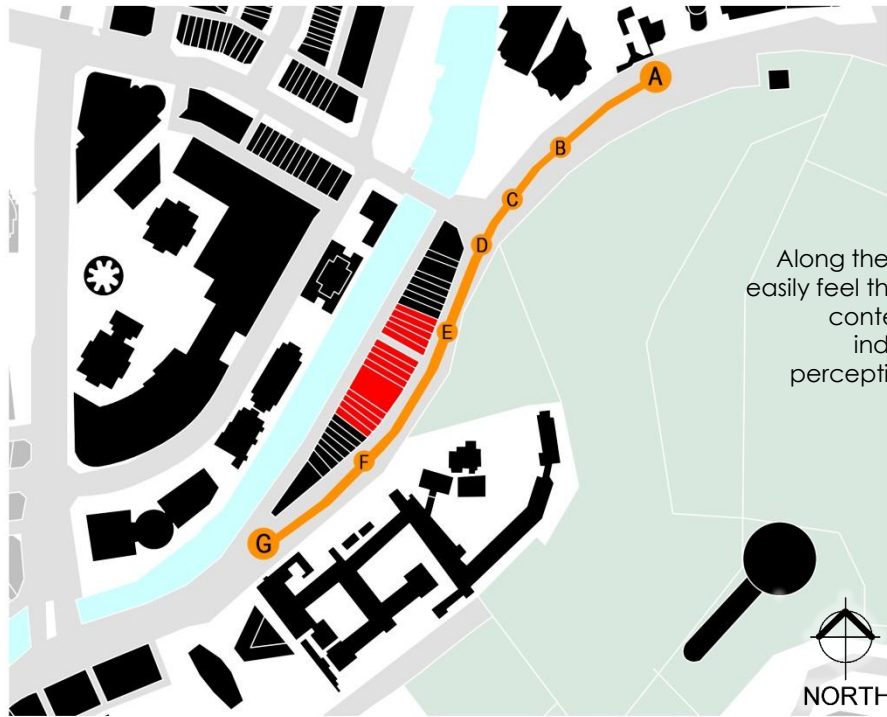 A
B
C
D
E
F
G
Along the
easily feel th
conte
ind
percepti
NORTH